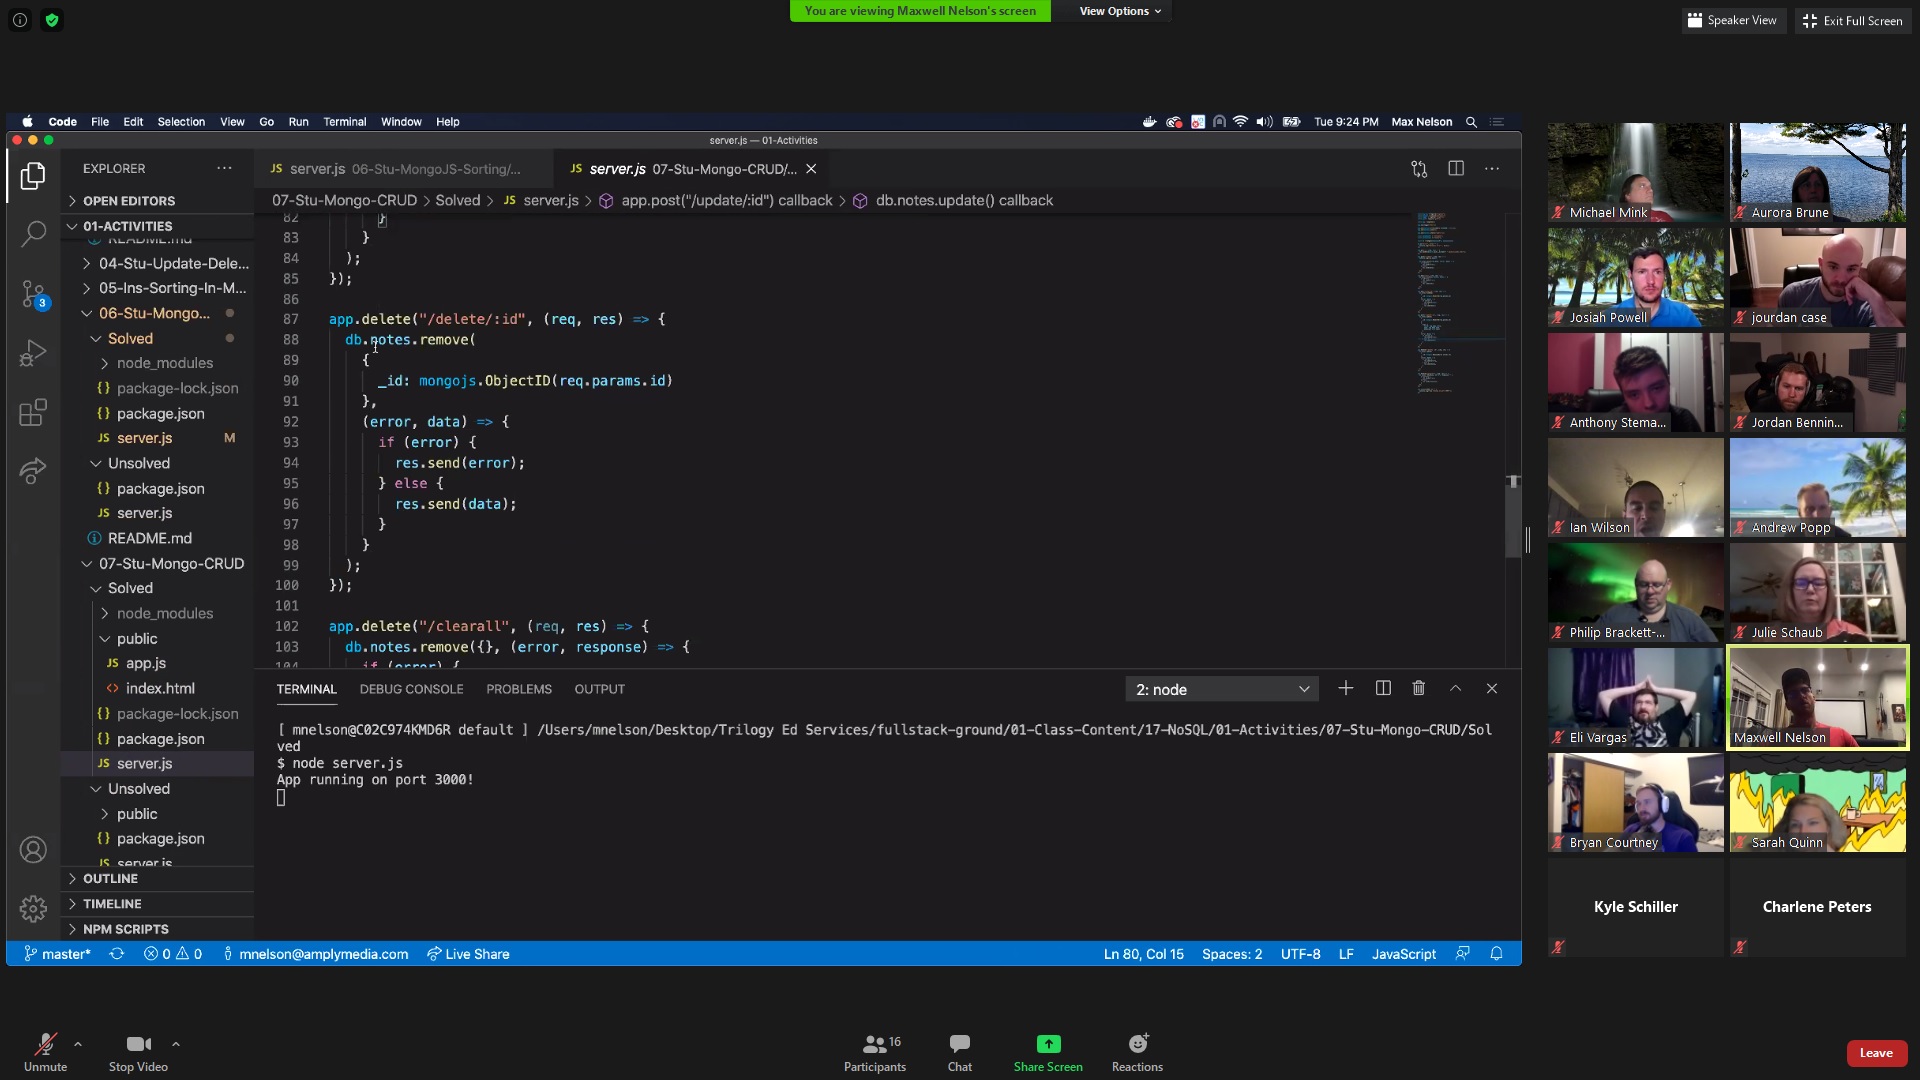 You are viewing Maxwell Nelson's screen
View Options
Speaker View
Exit Full Screen
Code File Edit Selection View Go Run Terminal Window Help
Tue 9:24 PM Max Nelson
server.js — 01-Activities
EXPLORER
JS server.js 06-Stu-MongoJS-Sorting/...
JS server.js 07-Stu-Mongo-CRUD/...
07-Stu-Mongo-CRUD > Solved > JS server.js > app.post("/update/:id") callback > db.notes.update() callback
OPEN EDITORS
01-ACTIVITIES
README.md
04-Stu-Update-Dele...
05-Ins-Sorting-In-M...
06-Stu-Mongo...
Solved
node_modules
{} package-lock.json
{} package.json
JS server.js M
Unsolved
{} package.json
JS server.js
README.md
07-Stu-Mongo-CRUD
Solved
node_modules
public
JS app.js
<> index.html
{} package-lock.json
{} package.json
JS server.js
Unsolved
public
{} package.json
JS server.js
OUTLINE
TIMELINE
NPM SCRIPTS
3
82 }
83 }
84 );
85 });
86
87 app.delete("/delete/:id", (req, res) => {
88 db.notes.remove(
89 {
90 _id: mongojs.ObjectID(req.params.id)
91 },
92 (error, data) => {
93 if (error) {
94 res.send(error);
95 } else {
96 res.send(data);
97 }
98 }
99 );
100 });
101
102 app.delete("/clearall", (req, res) => {
103 db.notes.remove({}, (error, response) => {
104 if (error) {
TERMINAL DEBUG CONSOLE PROBLEMS OUTPUT
2: node
[ mnelson@C02C974KMD6R default ] /Users/mnelson/Desktop/Trilogy Ed Services/fullstack-ground/01-Class-Content/17-NoSQL/01-Activities/07-Stu-Mongo-CRUD/Sol
ved
$ node server.js
App running on port 3000!
master* 0 0 mnelson@amplymedia.com Live Share
Ln 80, Col 15 Spaces: 2 UTF-8 LF JavaScript
Michael Mink
Aurora Brune
Josiah Powell
jourdan case
Anthony Stema...
Jordan Bennin...
Ian Wilson
Andrew Popp
Philip Brackett-...
Julie Schaub
Eli Vargas
Maxwell Nelson
Bryan Courtney
Sarah Quinn
Kyle Schiller
Charlene Peters
Unmute
Stop Video
16
Participants
Chat
Share Screen
Reactions
Leave